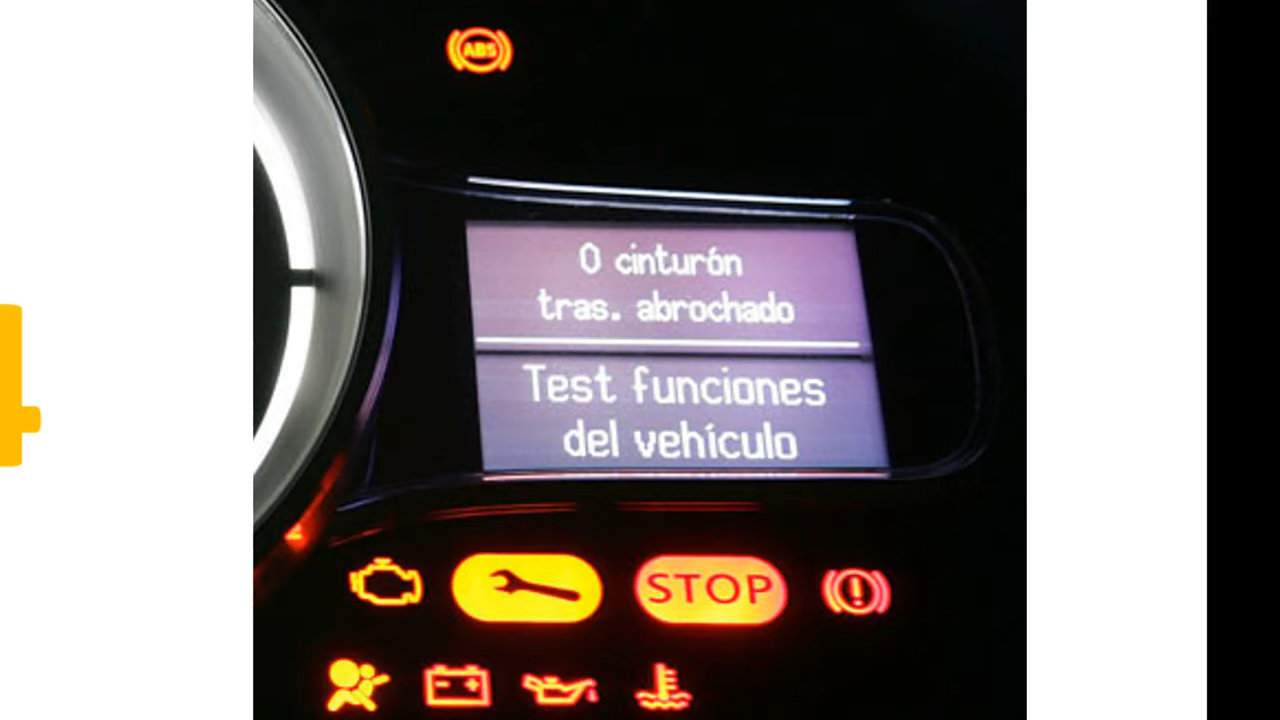 ABS
0 cinturón
tras. abrochado
Test funciones
del vehículo
STOP